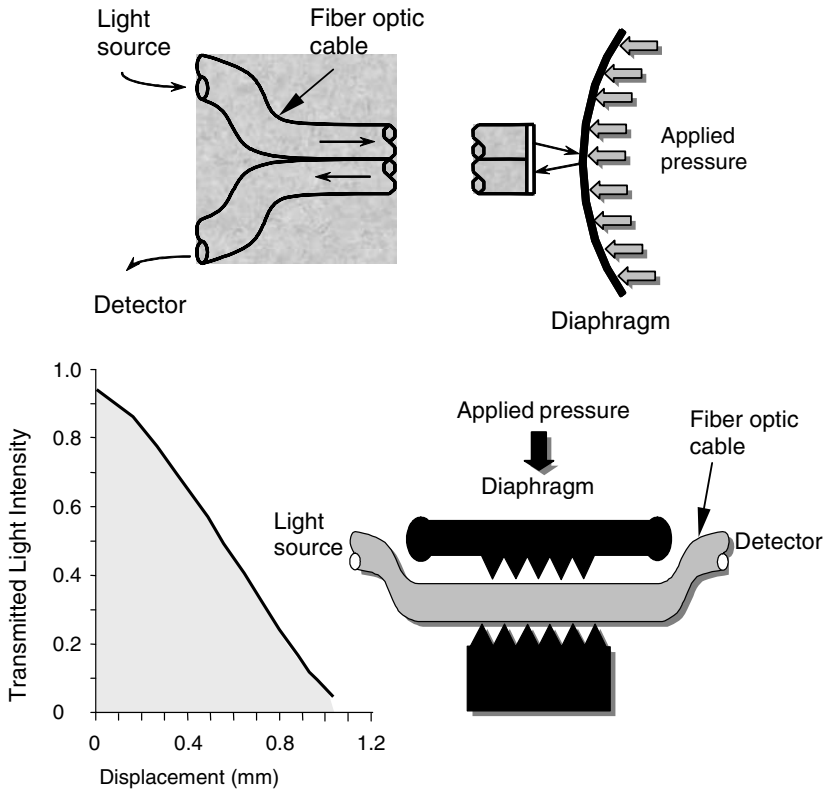 Light
source
Fiber optic
cable
Applied
pressure
Detector
Diaphragm
1.0
0.8
0.6
0.4
0.2
0
Transmitted Light Intensity
0 0.4 0.8 1.2
Displacement (mm)
Applied pressure
Diaphragm
Fiber optic
cable
Light
source
Detector